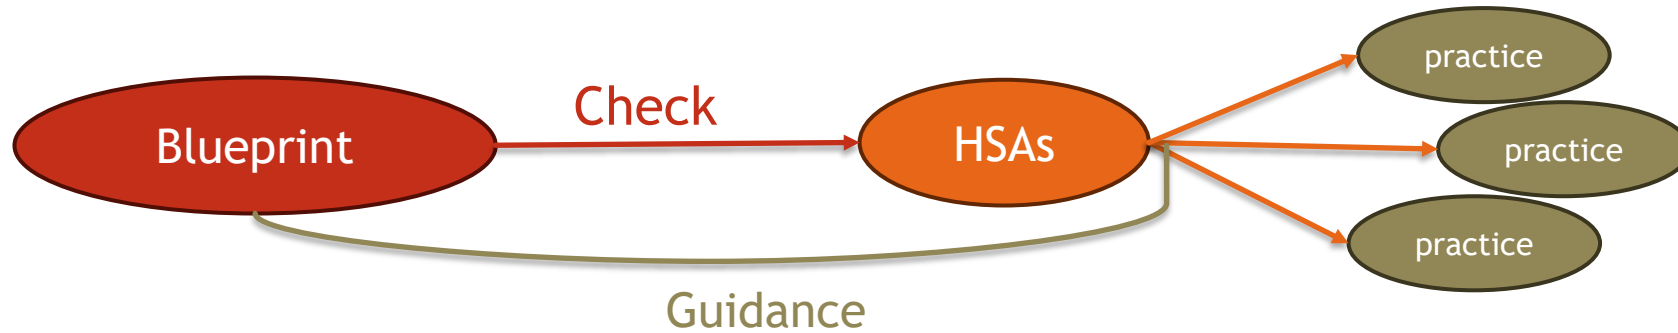 Blueprint
Check
HSAs
practice
practice
practice
Guidance